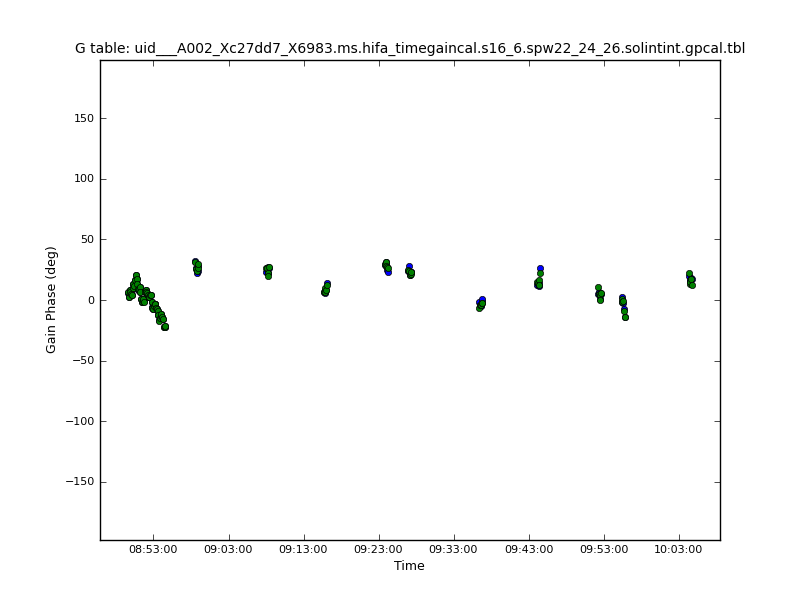 G table: uid___A002_Xc27dd7_X6983.ms.hifa_timegaincal.s16_6.spw22_24_26.solintint.gpcal.tbl
150
100
50
0
−50
−100
−150
Gain Phase (deg)
08:53:00 09:03:00 09:13:00 09:23:00 09:33:00 09:43:00 09:53:00 10:03:00
Time